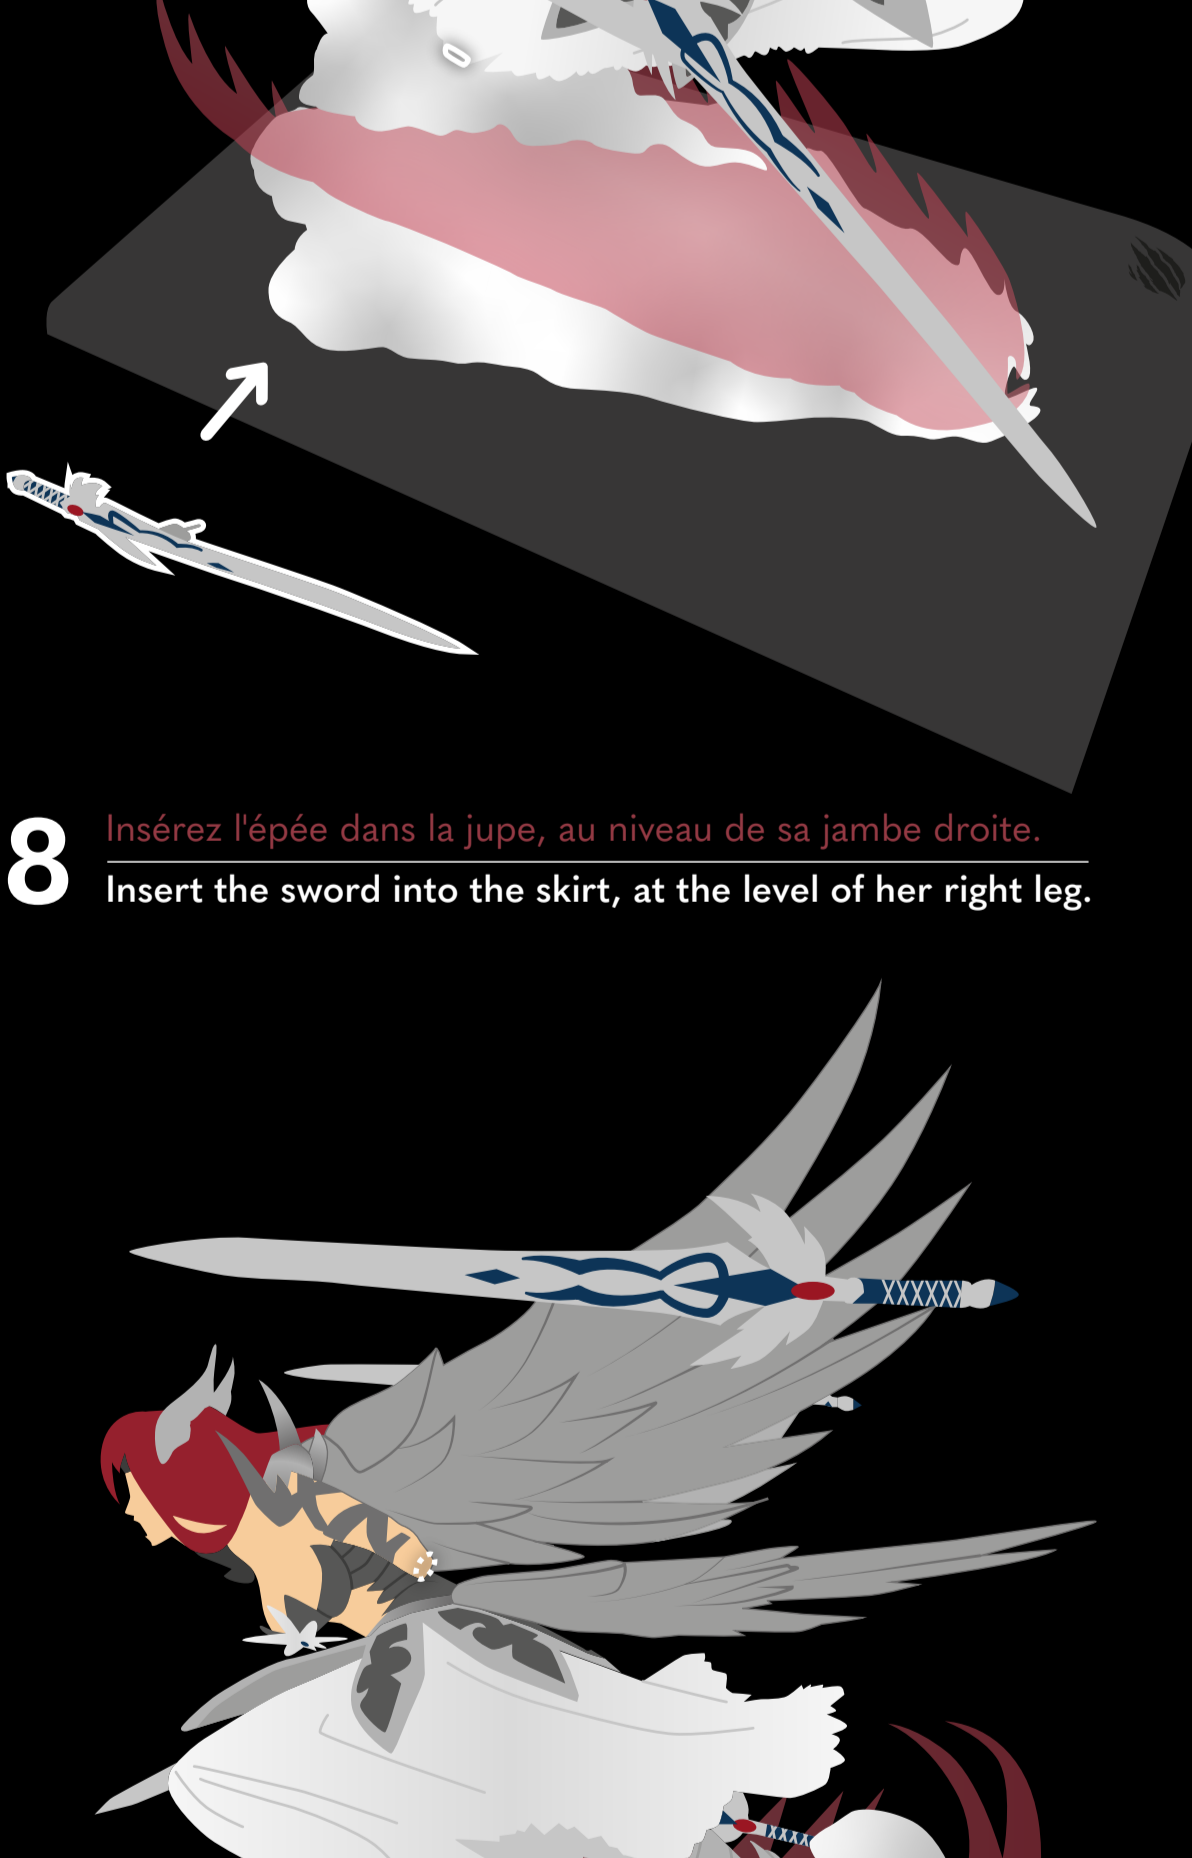 8
Insérez l'épée dans la jupe, au niveau de sa jambe droite.
Insert the sword into the skirt, at the level of her right leg.